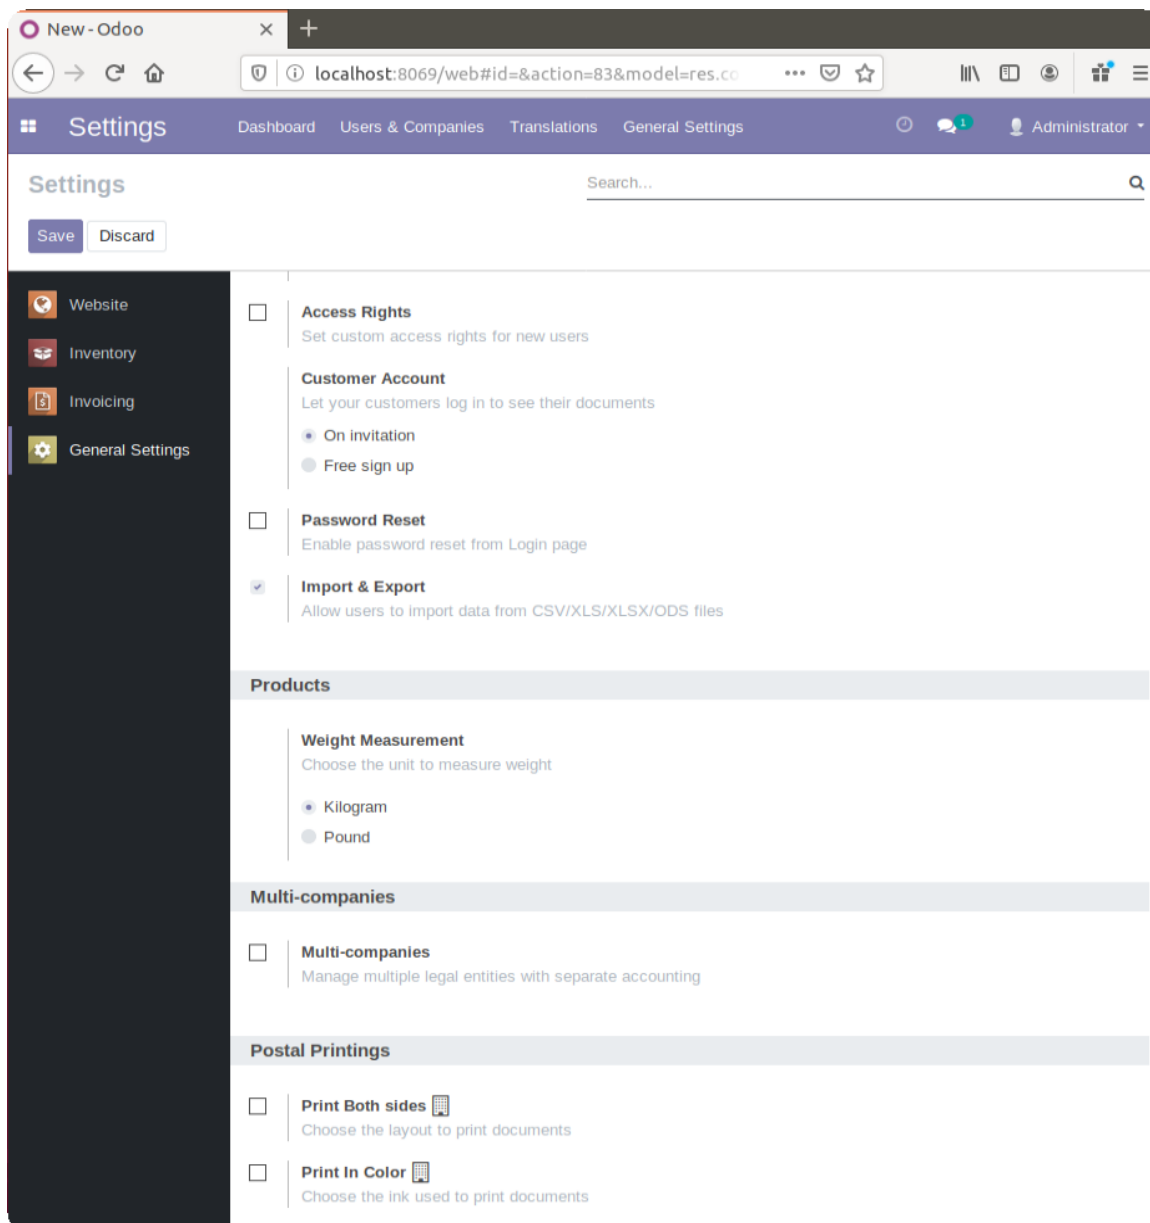 New - Odoo
localhost:8069/web#id=&action=83&model=res.co
Settings Dashboard Users & Companies Translations General Settings 1 Administrator
Settings
Search...
Save Discard
Website
Inventory
Invoicing
General Settings
Access Rights
Set custom access rights for new users
Customer Account
Let your customers log in to see their documents
On invitation
Free sign up
Password Reset
Enable password reset from Login page
Import & Export
Allow users to import data from CSV/XLS/XLSX/ODS files
Products
Weight Measurement
Choose the unit to measure weight
Kilogram
Pound
Multi-companies
Multi-companies
Manage multiple legal entities with separate accounting
Postal Printings
Print Both sides
Choose the layout to print documents
Print In Color
Choose the ink used to print documents